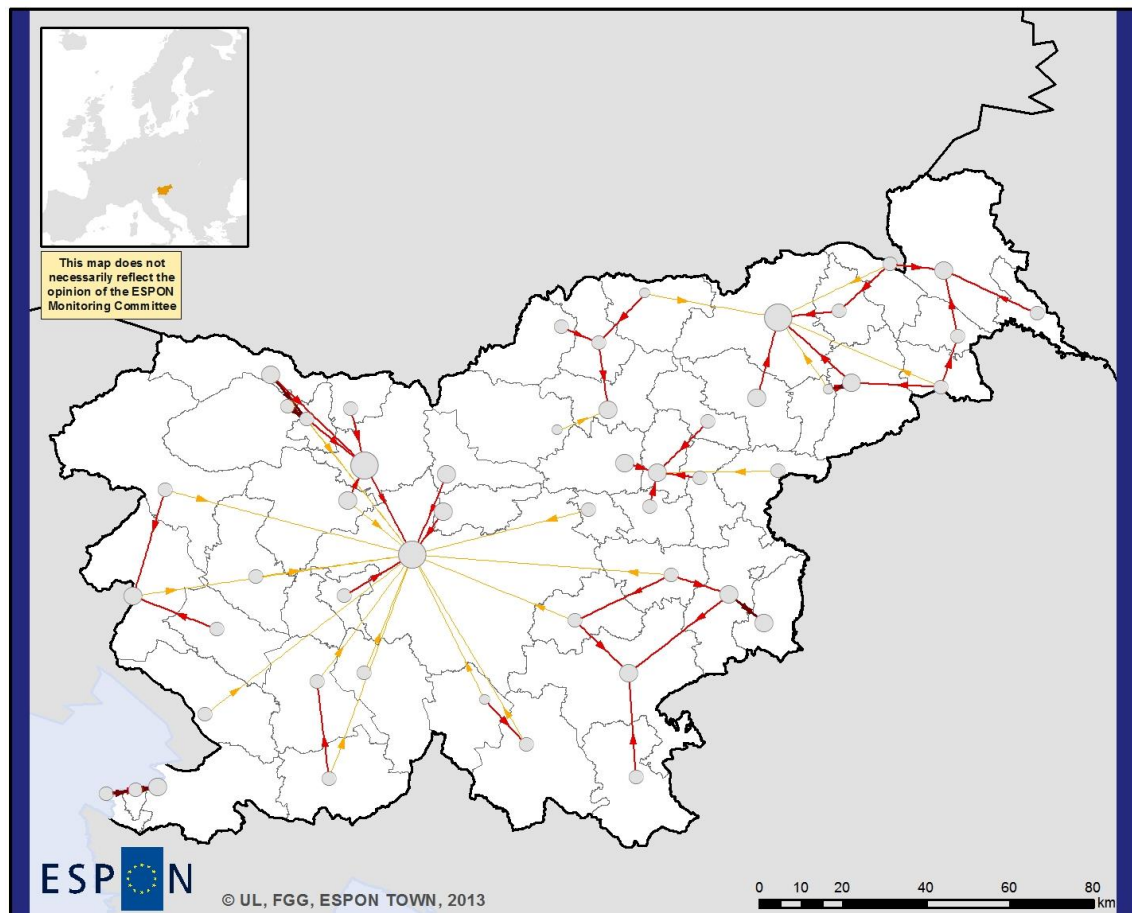 This map does not
necessarily reflect the
opinion of the ESPON
Monitoring Committee
ESPON
© UL, FGG, ESPON TOWN, 2013
0 10 20 40 60 80
km